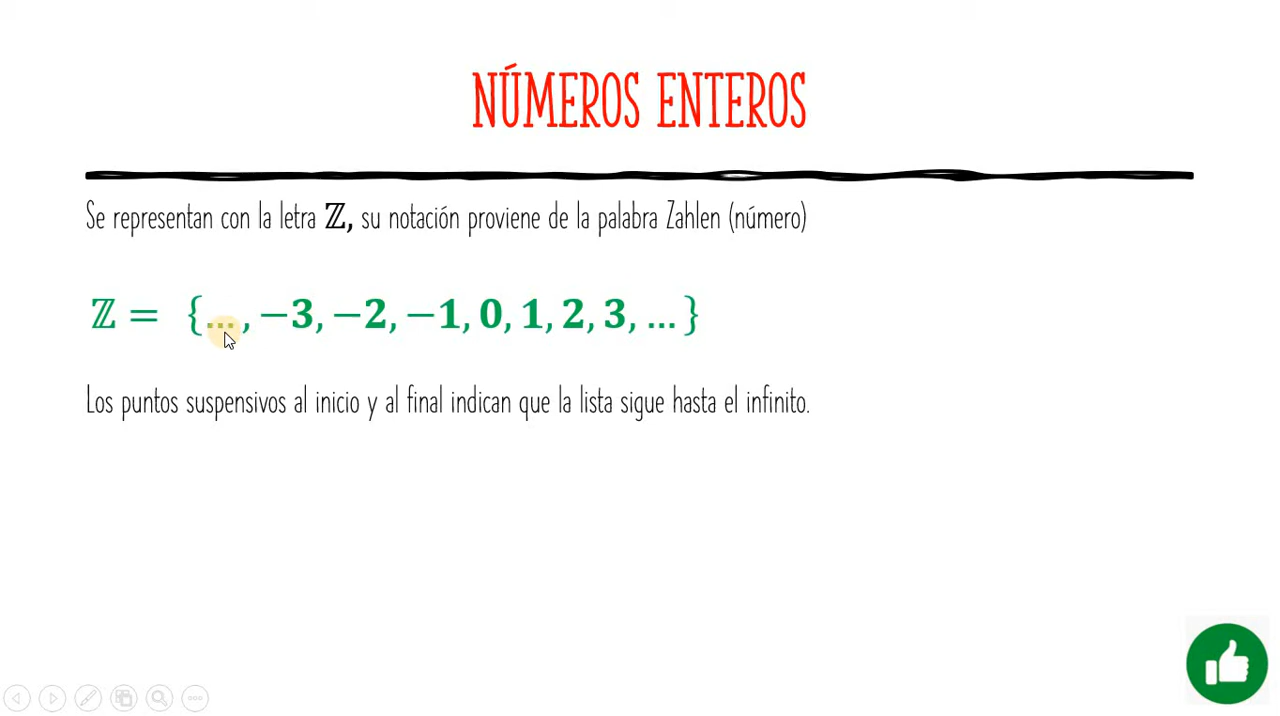 NÚMEROS ENTEROS
Se representan con la letra ℤ, su notación proviene de la palabra Zahlen (número)
ℤ = {…, −3, −2, −1, 0, 1, 2, 3, … }
Los puntos suspensivos al inicio y al final indican que la lista sigue hasta el infinito.